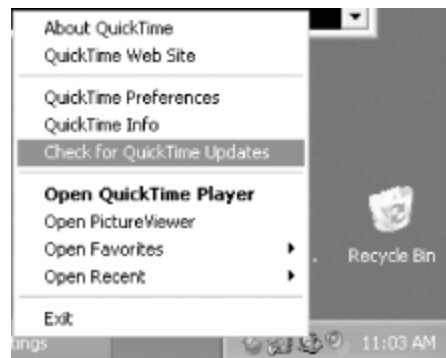 About QuickTime
QuickTime Web Site
QuickTime Preferences
QuickTime Info
Check for QuickTime Updates
Open QuickTime Player
Open PictureViewer
Open Favorites
Open Recent
Exit
Recycle Bin
11:03 AM